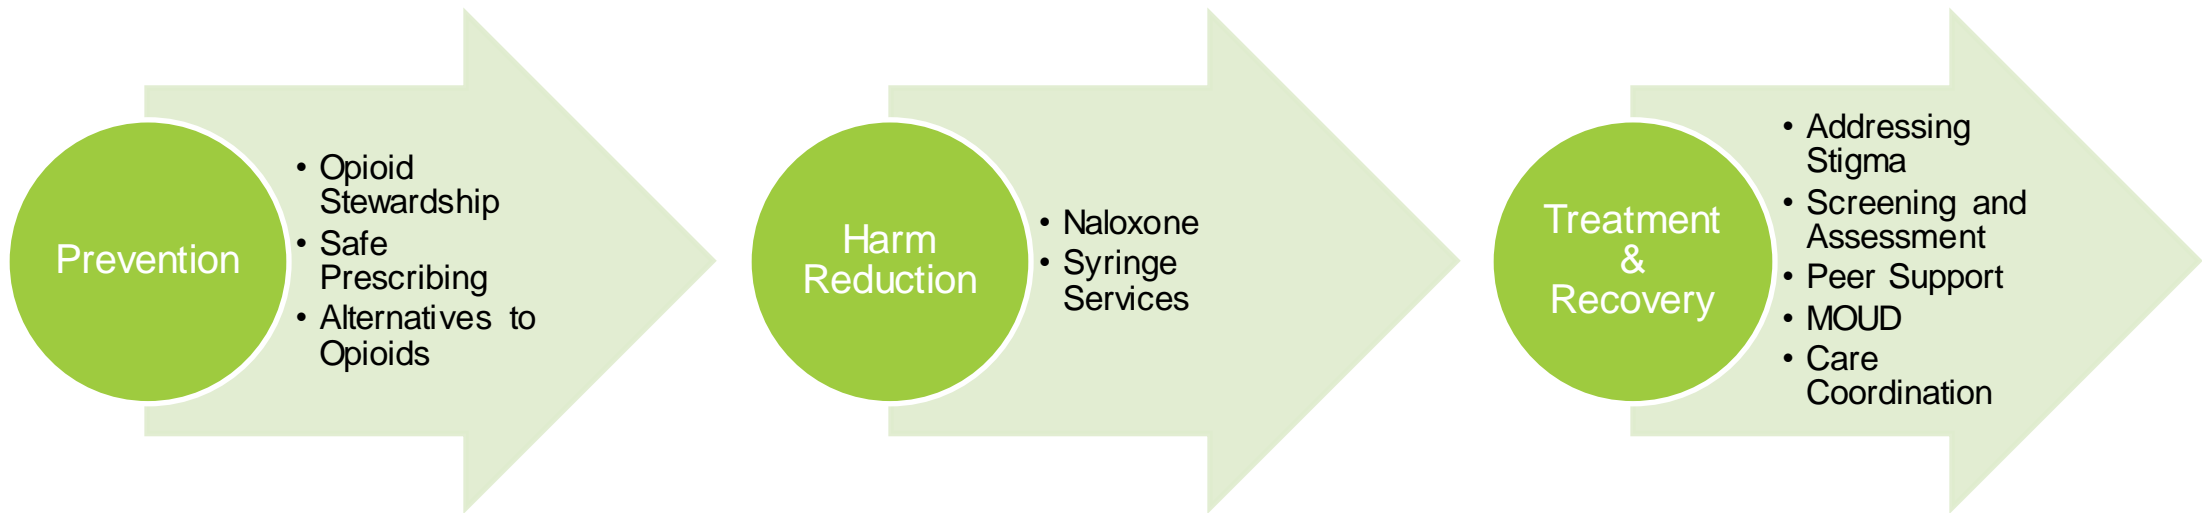 Prevention
• Opioid
Stewardship
• Safe
Prescribing
• Alternatives to
Opioids
Harm
Reduction
• Naloxone
• Syringe
Services
Treatment
&
Recovery
• Addressing
Stigma
• Screening and
Assessment
• Peer Support
• MOUD
• Care
Coordination